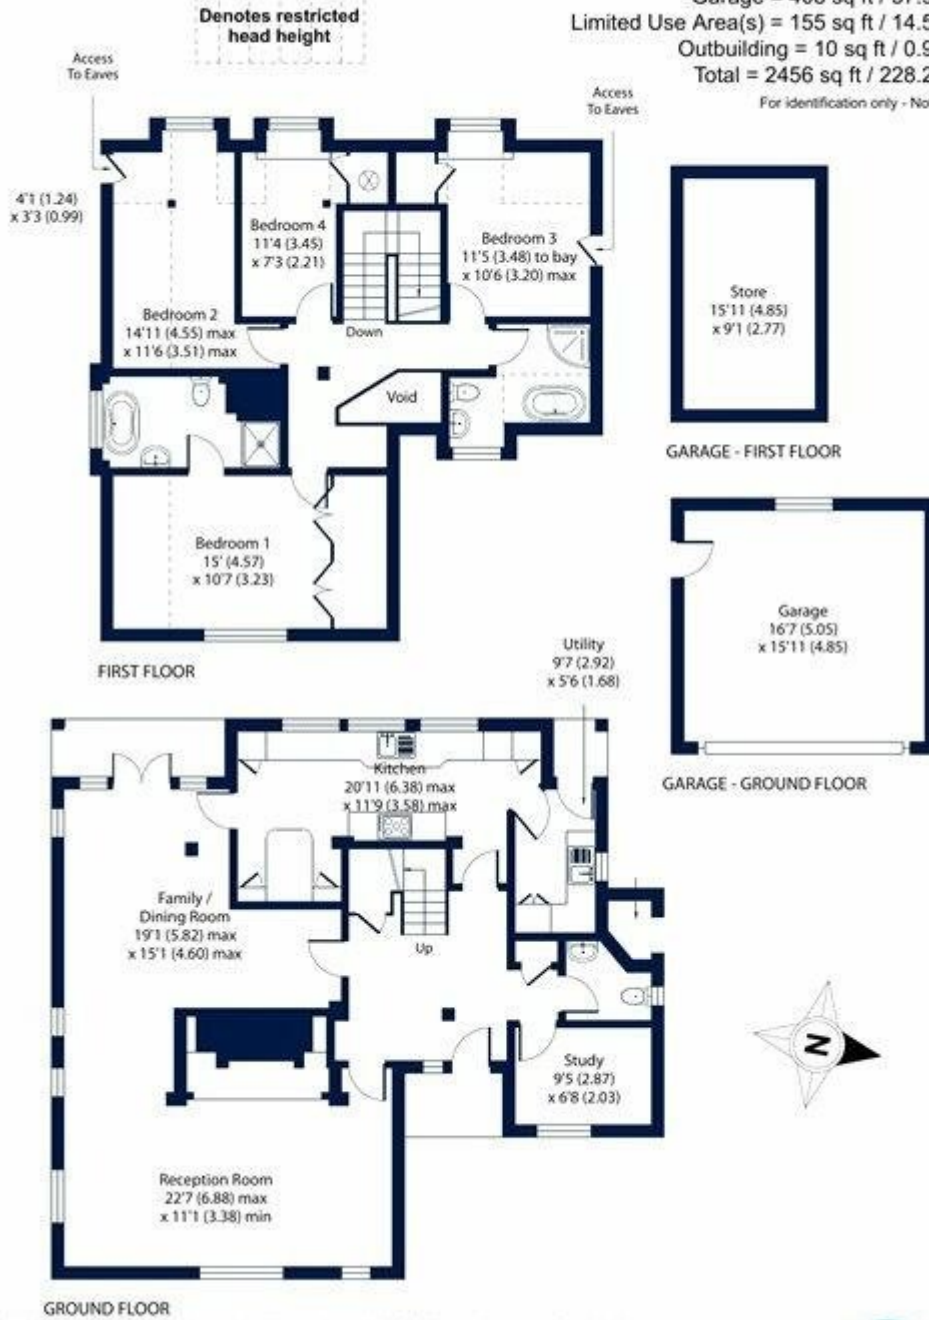 Denotes restricted
head height
Limited Use Area(s) = 155 sq ft / 14.5
Outbuilding = 10 sq ft / 0.9
Total = 2456 sq ft / 228.2
For identification only - No
Access
To Eaves
Access
To Eaves
4'1 (1.24)
x 3'3 (0.99)
Bedroom 4
11'4 (3.45)
x 7'3 (2.21)
Bedroom 3
11'5 (3.48) to bay
x 10'6 (3.20) max
Bedroom 2
14'11 (4.55) max
x 11'6 (3.51) max
Down
Void
Store
15'11 (4.85)
x 9'1 (2.77)
GARAGE - FIRST FLOOR
Bedroom 1
15' (4.57)
x 10'7 (3.23)
FIRST FLOOR
Garage
16'7 (5.05)
x 15'11 (4.85)
GARAGE - GROUND FLOOR
Utility
9'7 (2.92)
x 5'6 (1.68)
Kitchen
20'11 (6.38) max
x 11'9 (3.58) max
Family /
Dining Room
19'1 (5.82) max
x 15'1 (4.60) max
Up
Study
9'5 (2.87)
x 6'8 (2.03)
N
Reception Room
22'7 (6.88) max
x 11'1 (3.38) min
GROUND FLOOR